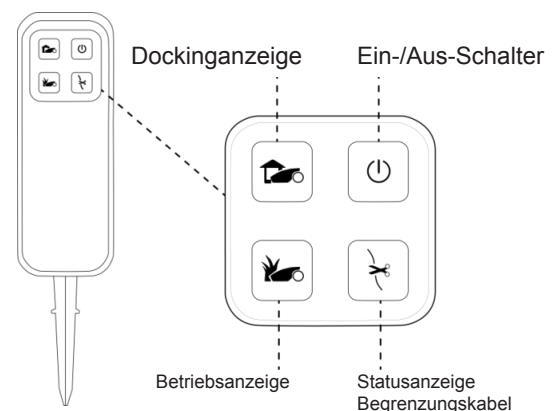 Dockinganzeige
Ein-/Aus-Schalter
Betriebsanzeige
Statusanzeige
Begrenzungskabel